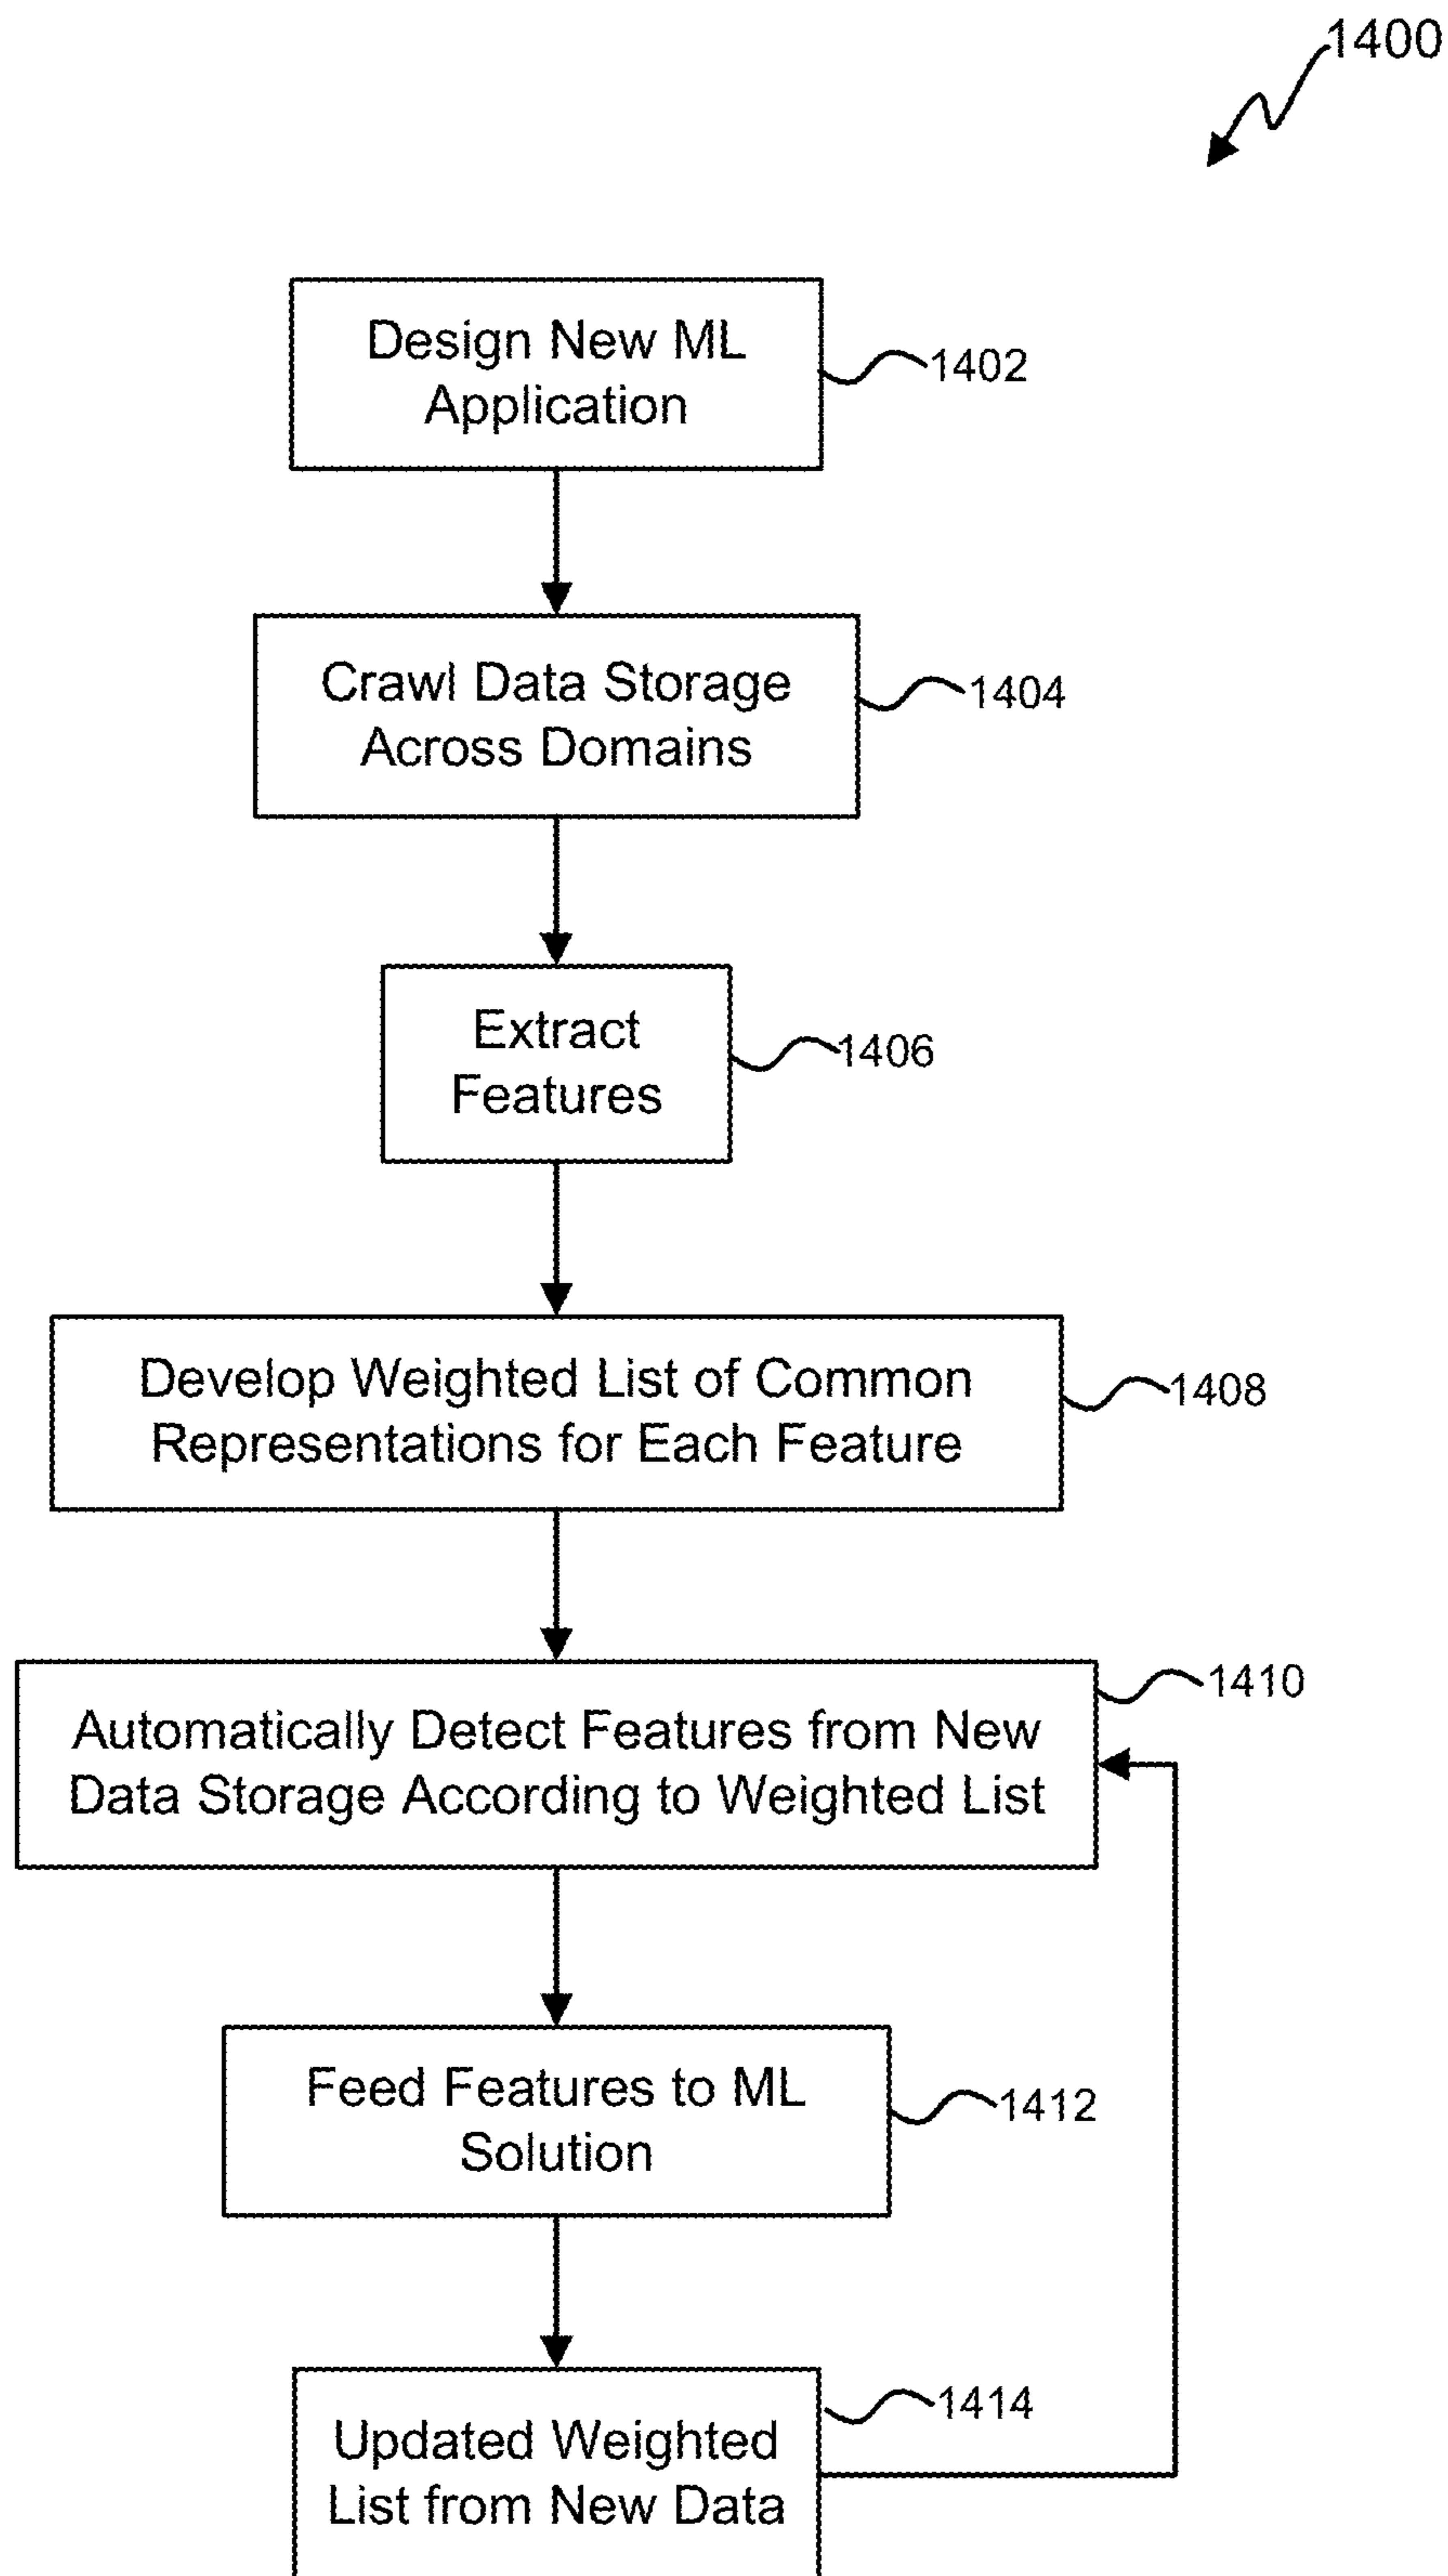 1400
Design New ML
Application
1402
Crawl Data Storage
Across Domains
1404
Extract
Features
1406
Develop Weighted List of Common
Representations for Each Feature
1408
Automatically Detect Features from New
Data Storage According to Weighted List
1410
Feed Features to ML
Solution
1412
Updated Weighted
List from New Data
1414